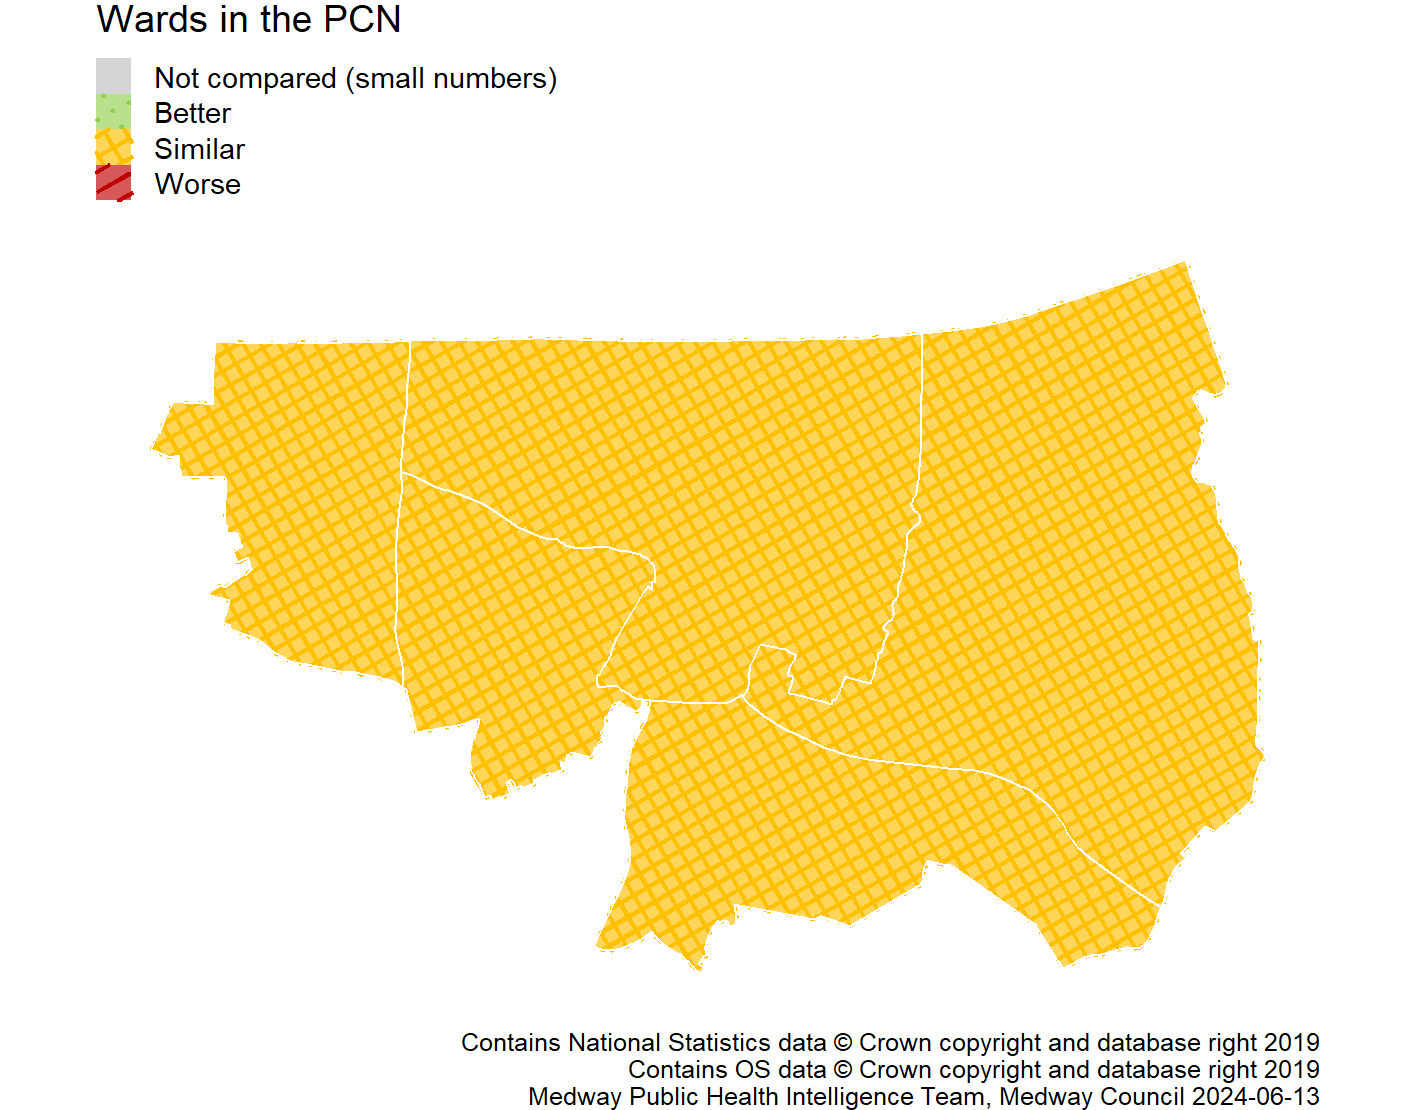 Wards in the PCN
Not compared (small numbers)
Better
Similar
Worse
Contains National Statistics data © Crown copyright and database right 2019
Contains OS data © Crown copyright and database right 2019
Medway Public Health Intelligence Team, Medway Council 2024-06-13